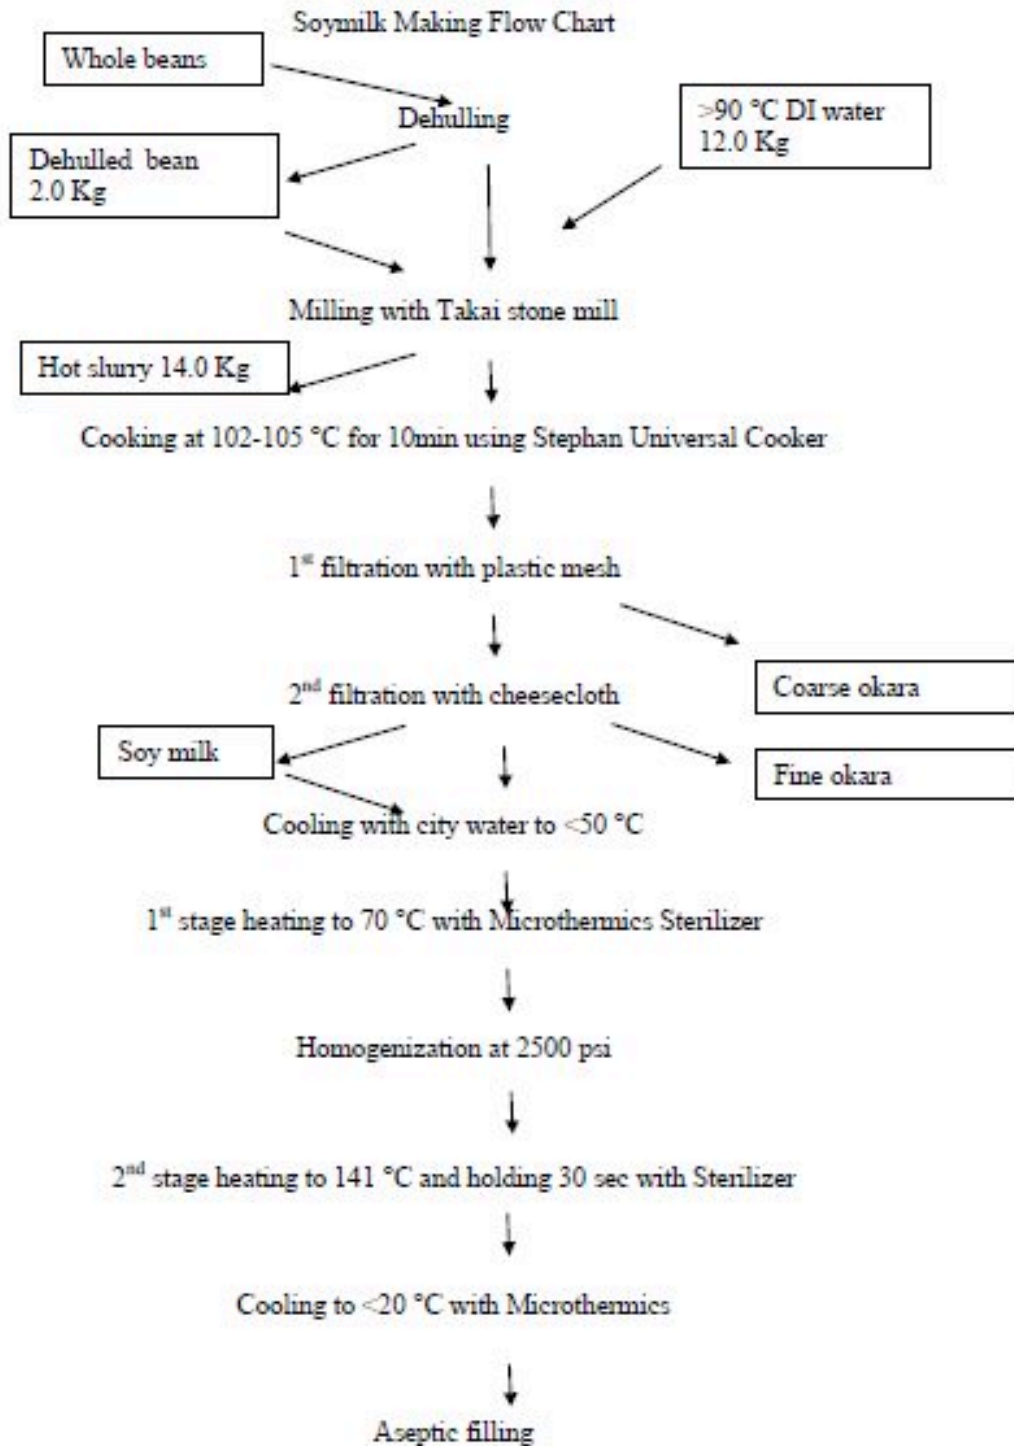 Soymilk Making Flow Chart
Whole beans
Dehulling
>90 °C DI water
12.0 Kg
Dehulled bean
2.0 Kg
Milling with Takai stone mill
Hot slurry 14.0 Kg
Cooking at 102-105 °C for 10min using Stephan Universal Cooker
1st filtration with plastic mesh
2nd filtration with cheesecloth
Coarse okara
Soy milk
Fine okara
Cooling with city water to <50 °C
1st stage heating to 70 °C with Microthermics Sterilizer
Homogenization at 2500 psi
2nd stage heating to 141 °C and holding 30 sec with Sterilizer
Cooling to <20 °C with Microthermics
Aseptic filling